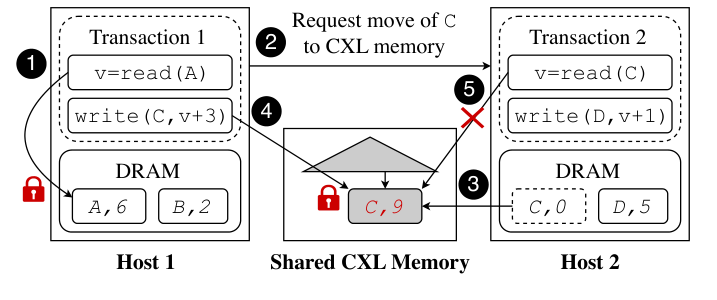 Transaction 1
v=read(A)
write(C,v+3)
DRAM
A,6
B,2
Host 1
1
2
Request move of C
to CXL memory
4
5
3
C,9
Shared CXL Memory
Transaction 2
v=read(C)
write(D,v+1)
DRAM
C,0
D,5
Host 2